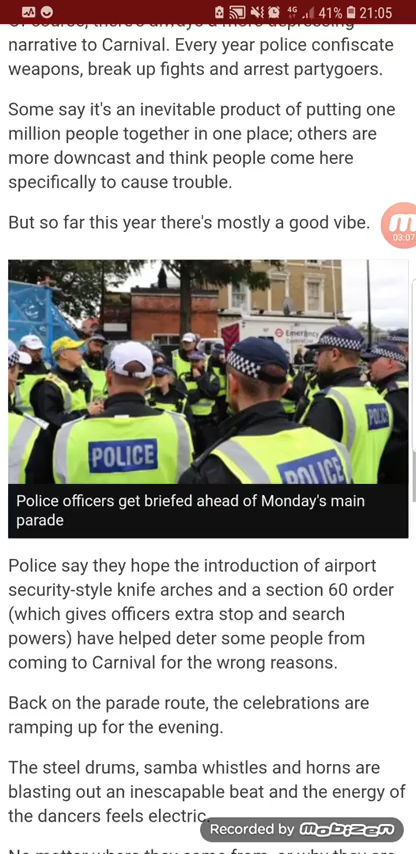 4G 41% 21:05
narrative to Carnival. Every year police confiscate
weapons, break up fights and arrest partygoers.
Some say it's an inevitable product of putting one
million people together in one place; others are
more downcast and think people come here
specifically to cause trouble.
But so far this year there's mostly a good vibe.
m
03:07
Emergency
POLICE
POLICE
POLIC
Police officers get briefed ahead of Monday's main
parade
Police say they hope the introduction of airport
security-style knife arches and a section 60 order
(which gives officers extra stop and search
powers) have helped deter some people from
coming to Carnival for the wrong reasons.
Back on the parade route, the celebrations are
ramping up for the evening.
The steel drums, samba whistles and horns are
blasting out an inescapable beat and the energy of
the dancers feels electric.
Recorded by mobizen